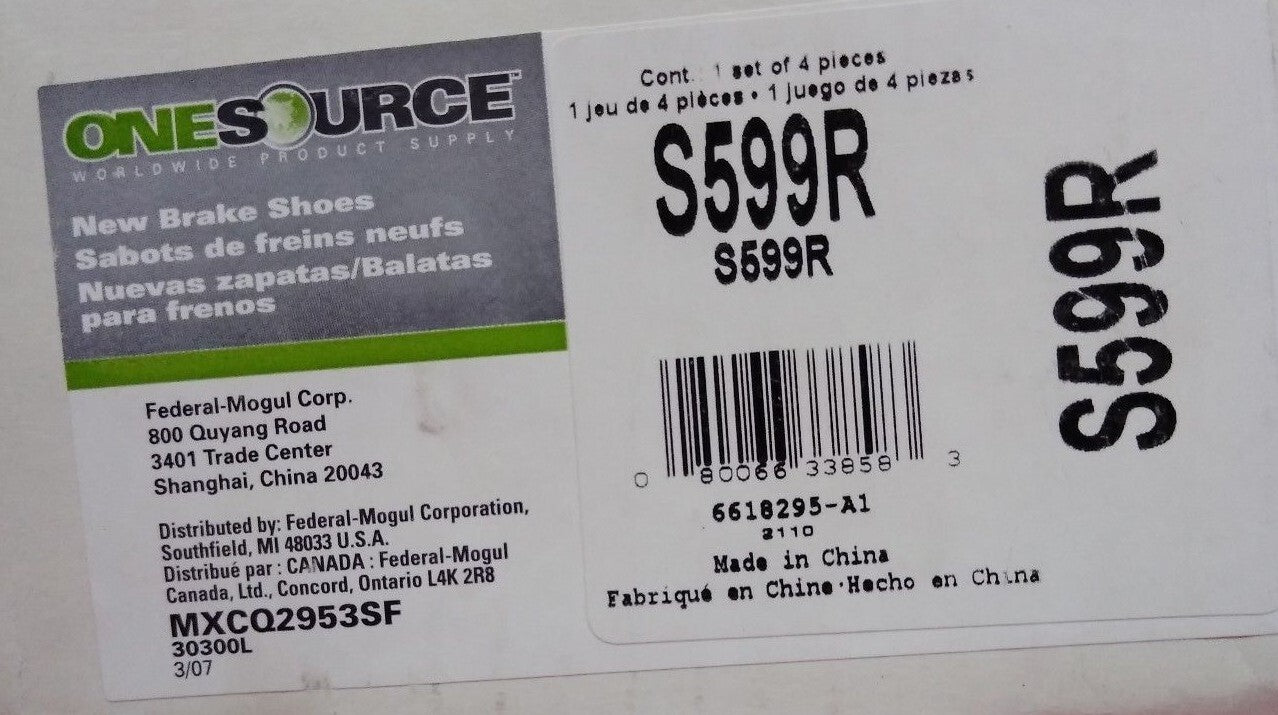 ONESOURCE™
WORLDWIDE PRODUCT SUPPLY
New Brake Shoes
Sabots de freins neufs
Nuevas zapatas/Balatas
para frenos
Federal-Mogul Corp.
800 Quyang Road
3401 Trade Center
Shanghai, China 20043
Distributed by: Federal-Mogul Corporation,
Southfield, MI 48033 U.S.A.
Distribué par : CANADA : Federal-Mogul
Canada, Ltd., Concord, Ontario L4K 2R8
MXCQ2953SF
30300L
3/07
Cont.: 1 set of 4 pieces
1 jeu de 4 pièces • 1 juego de 4 piezas
S599R
S599R
0 80066 33858 3
6618295-A1
2110
Made in China
Fabriqué en Chine·Hecho en China
S599R